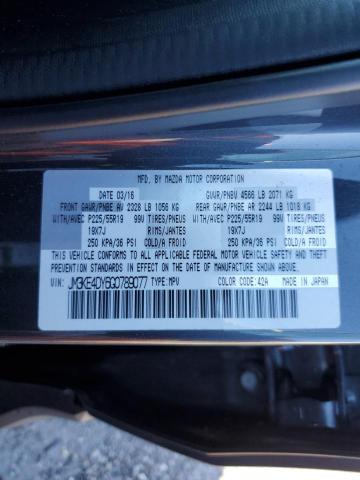 MFD. BY MAZDA MOTOR CORPORATION
03/16 GVWR/PNBV 4566 LB 2071 KG
FRONT GAWR/PNBE AV 2328 LB 1056 KG REAR GAWR/PNBE AR 2244 LB 1018 KG
WITH/AVEC P225/55R19 99V TIRES/PNEUS WITH/AVEC P225/55R19 99V TIRES/PNEUS
19X7J RIMS/JANTES 19X7J RIMS/JANTES
250 KPA/36 PSI COLD/A FROID 250 KPA/36 PSI COLD/A FROID
THIS VEHICLE CONFORMS TO ALL APPLICABLE FEDERAL MOTOR VEHICLE SAFETY, BUMPER, AND THEFT
PREVENTION STANDARDS IN EFFECT ON THE DATE OF MANUFACTURE SHOWN ABOVE.
VIN: JM3KE4DY6G0789077 TYPE:MPV COLOR CODE:42A MADE IN JAPAN